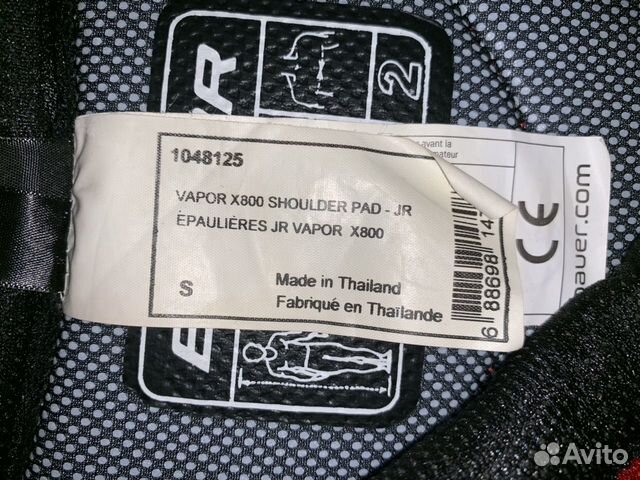 2
1048125
VAPOR X800 SHOULDER PAD - JR
ÉPAULIÈRES JR VAPOR X800
S
Made in Thailand
Fabriqué en Thaïlande
6 88698 14
avant la
mateur
CE
bauer.com
Avito